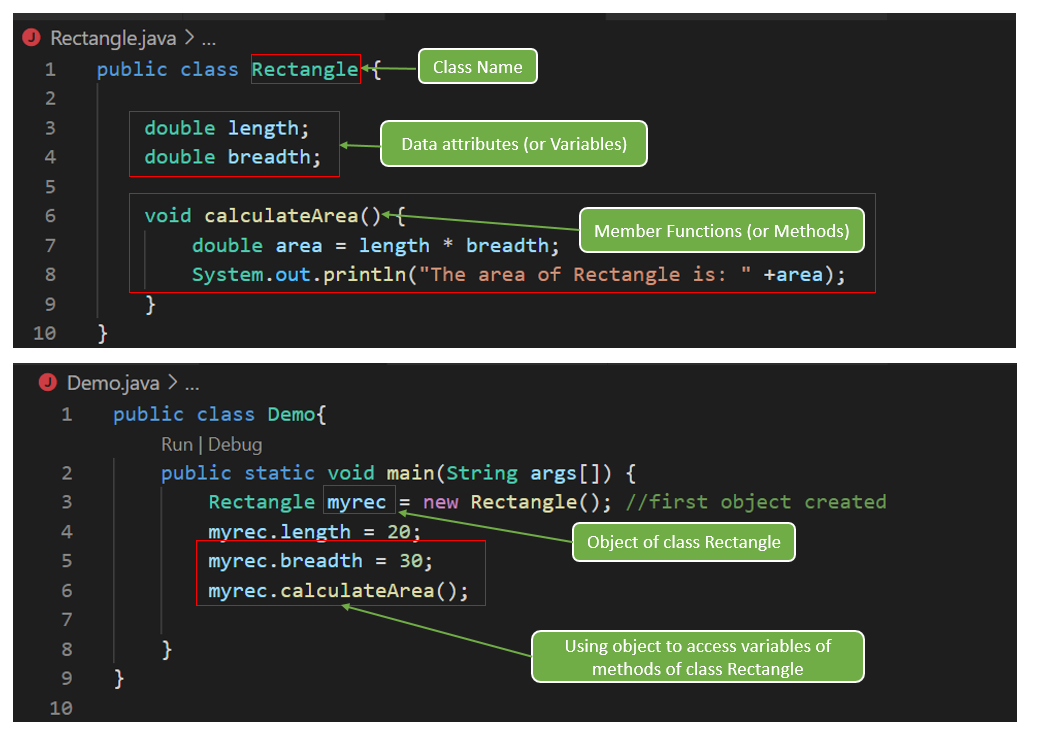 Rectangle.java > ...
1 public class Rectangle { Class Name
2
3 double length;
4 double breadth; Data attributes (or Variables)
5
6 void calculateArea() { Member Functions (or Methods)
7 double area = length * breadth;
8 System.out.println("The area of Rectangle is: " +area);
9 }
10 }
Demo.java > ...
1 public class Demo{
Run | Debug
2 public static void main(String args[]) {
3 Rectangle myrec = new Rectangle(); //first object created
4 myrec.length = 20;
Object of class Rectangle
5 myrec.breadth = 30;
6 myrec.calculateArea();
7
8 }
Using object to access variables of
methods of class Rectangle
9 }
10